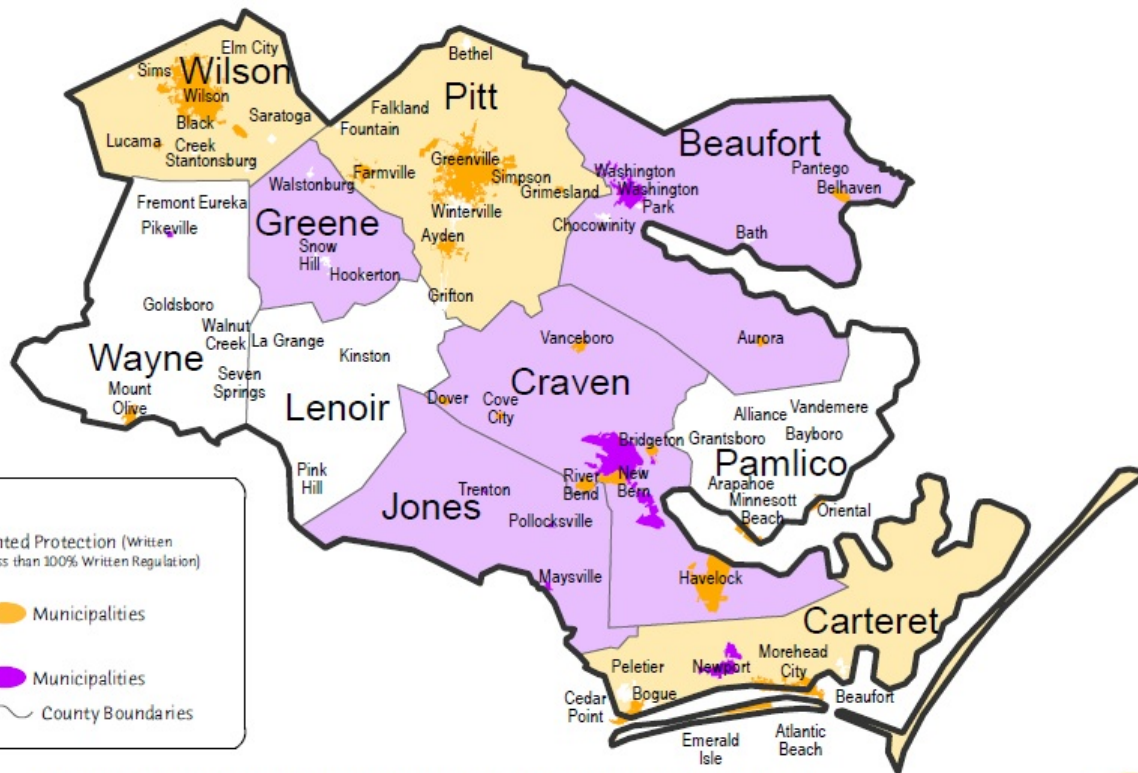 Elm City
Sims
Wilson
Wilson
Saratoga
Black
Creek
Lucama
Stantonsburg
Bethel
Pitt
Falkland
Fountain
Greenville
Farmville
Simpson
Grimesland
Winterville
Ayden
Grifton
Beaufort
Pantego
Belhaven
Washington
Washington
Park
Chocowinity
Bath
Aurora
Walstonburg
Greene
Snow
Hill
Hookerton
Fremont
Eureka
Pikeville
Goldsboro
Walnut
Creek
Wayne
Seven
Springs
Mount
Olive
La Grange
Kinston
Lenoir
Pink
Hill
Vanceboro
Craven
Dover
Cove
City
Bridgeton
River
Bend
New
Bern
Havelock
Alliance
Vandemere
Grantsboro
Bayboro
Pamlico
Arapahoe
Minnesott
Beach
Oriental
Jones
Trenton
Pollocksville
Maysville
Carteret
Peletier
Newport
Morehead
City
Cedar
Point
Bogue
Beaufort
Emerald
Isle
Atlantic
Beach
Protection (Written
than 100% Written Regulation)
Municipalities
Municipalities
County Boundaries